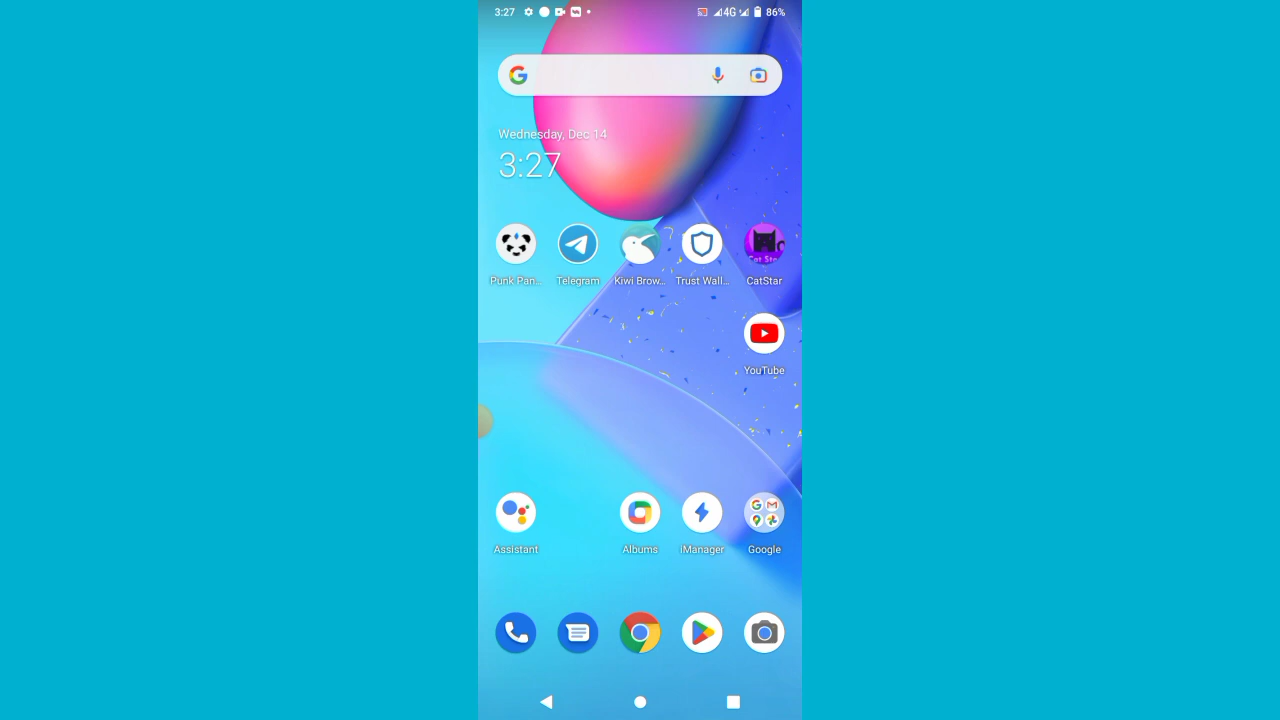 3:27 4G 86%
Wednesday, Dec 14
3:27
Punk Pan... Telegram Kiwi Brow... Trust Wall... CatStar
YouTube
Assistant Albums iManager Google